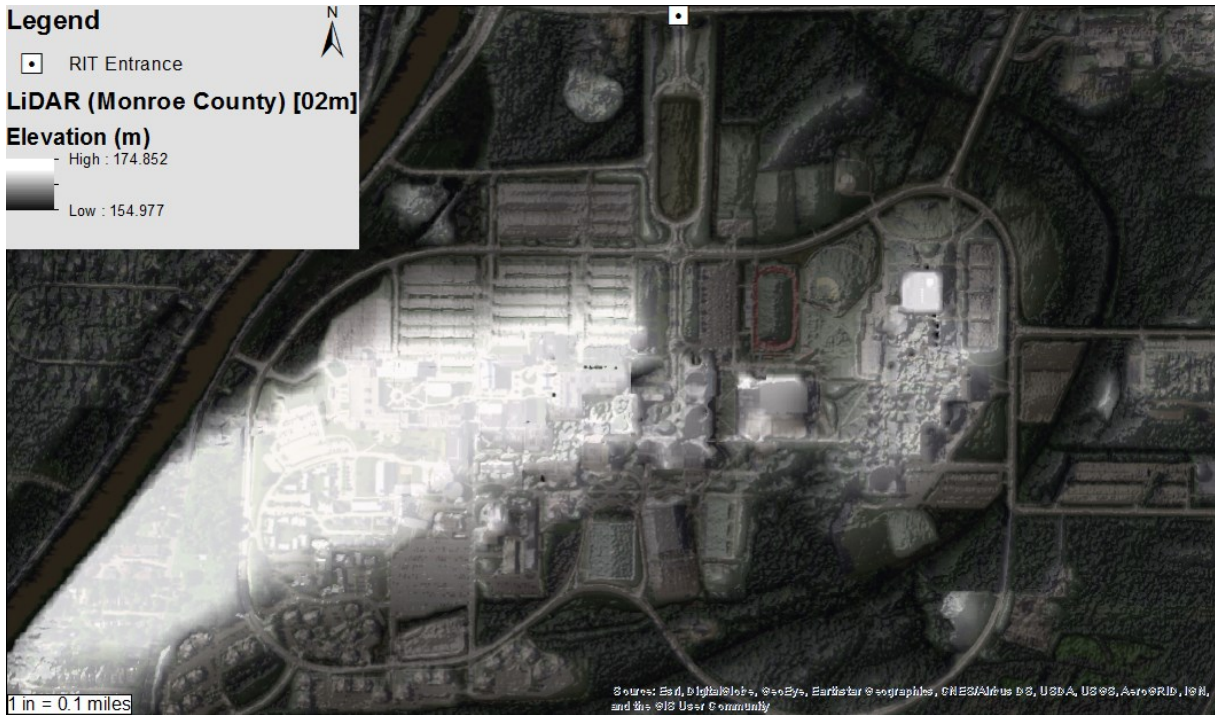 Legend
N
RIT Entrance
LiDAR (Monroe County) [02m]
Elevation (m)
High : 174.852
Low : 154.977
1 in = 0.1 miles
Source: Esri, DigitalGlobe, GeoEye, Earthstar Geographics, CNES/Airbus DS, USDA, USGS, AeroGRID, IGN,
and the GIS User Community